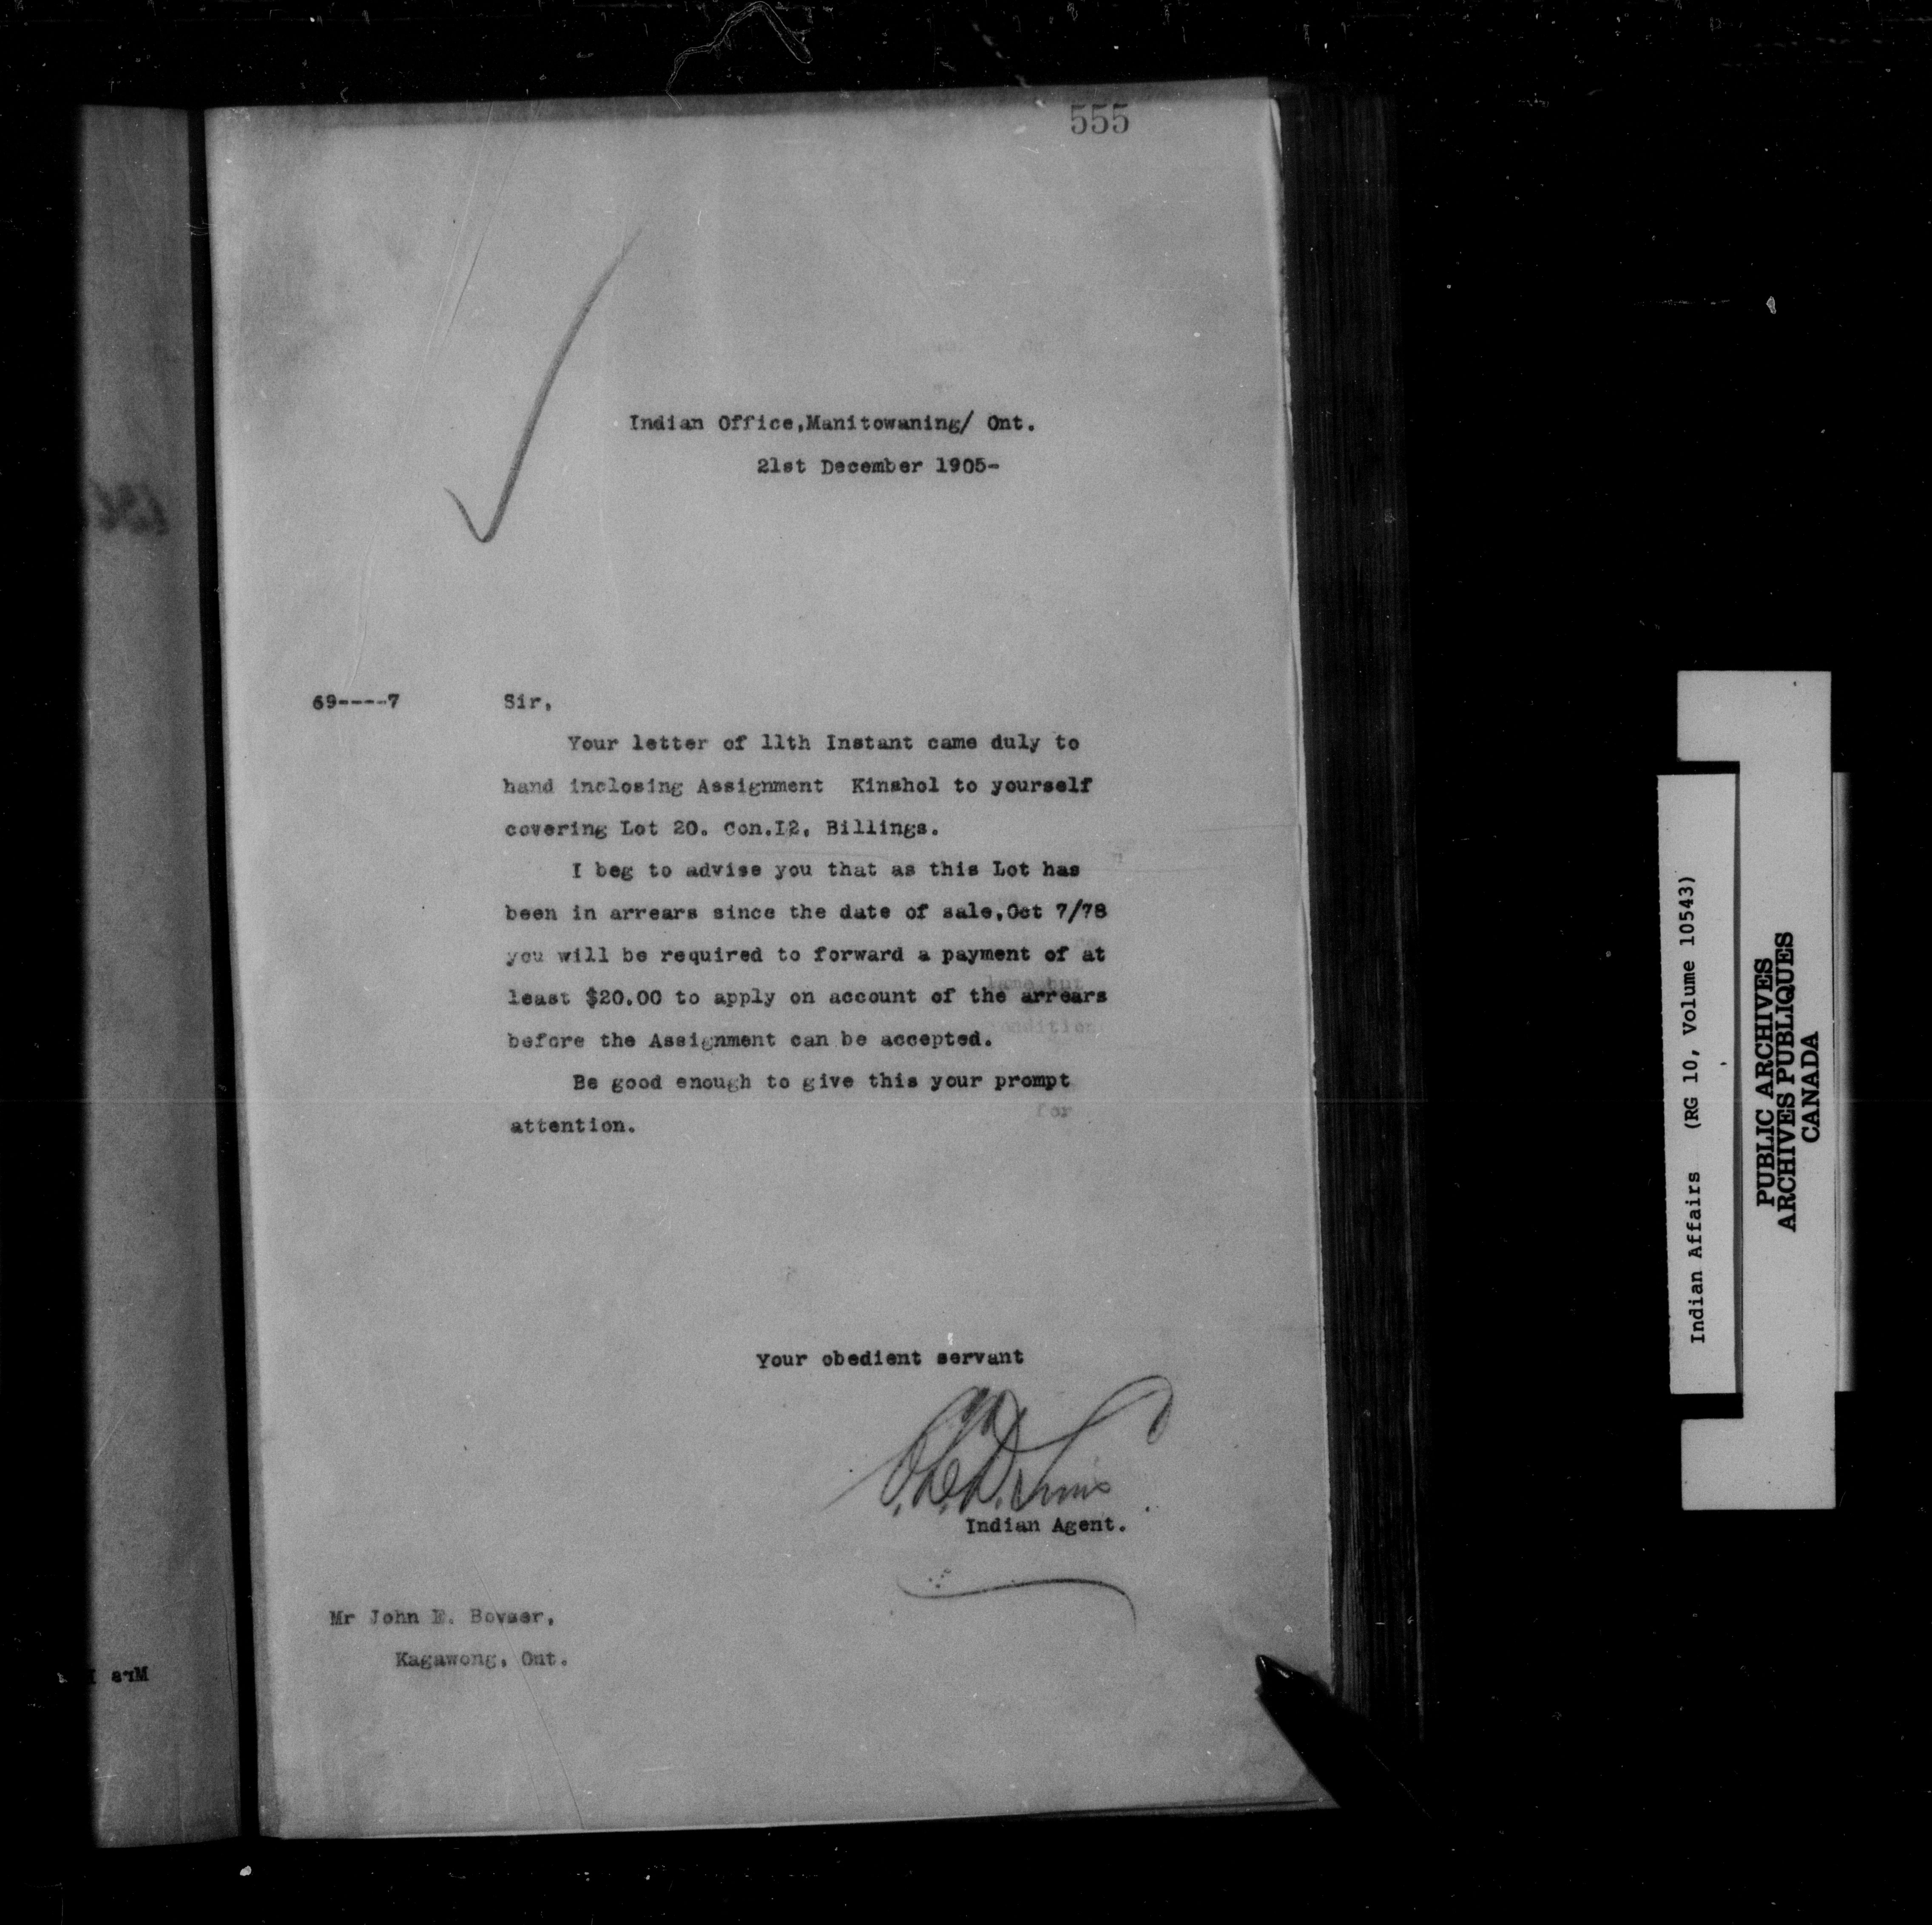 555
Indian Office,Manitowaning/ Ont.
21st December 1905-
69----7
Sir,
Your letter of 11th Instant came duly to
hand inclosing Assignment Kinshol to yourself
covering Lot 20. Con.I2, Billings.
I beg to advise you that as this Lot has
been in arrears since the date of sale,Oct 7/78
you will be required to forward a payment of at
least $20.00 to apply on account of the arrears
before the Assignment can be accepted.
Be good enough to give this your prompt
for
attention.
Your obedient servant
Indian Agent.
Mr John E. Bovser,
Kagawong, Ont.
Mrs
Indian Affairs (RG 10, Volume 10543)
PUBLIC ARCHIVES
ARCHIVES PUBLIQUES
CANADA